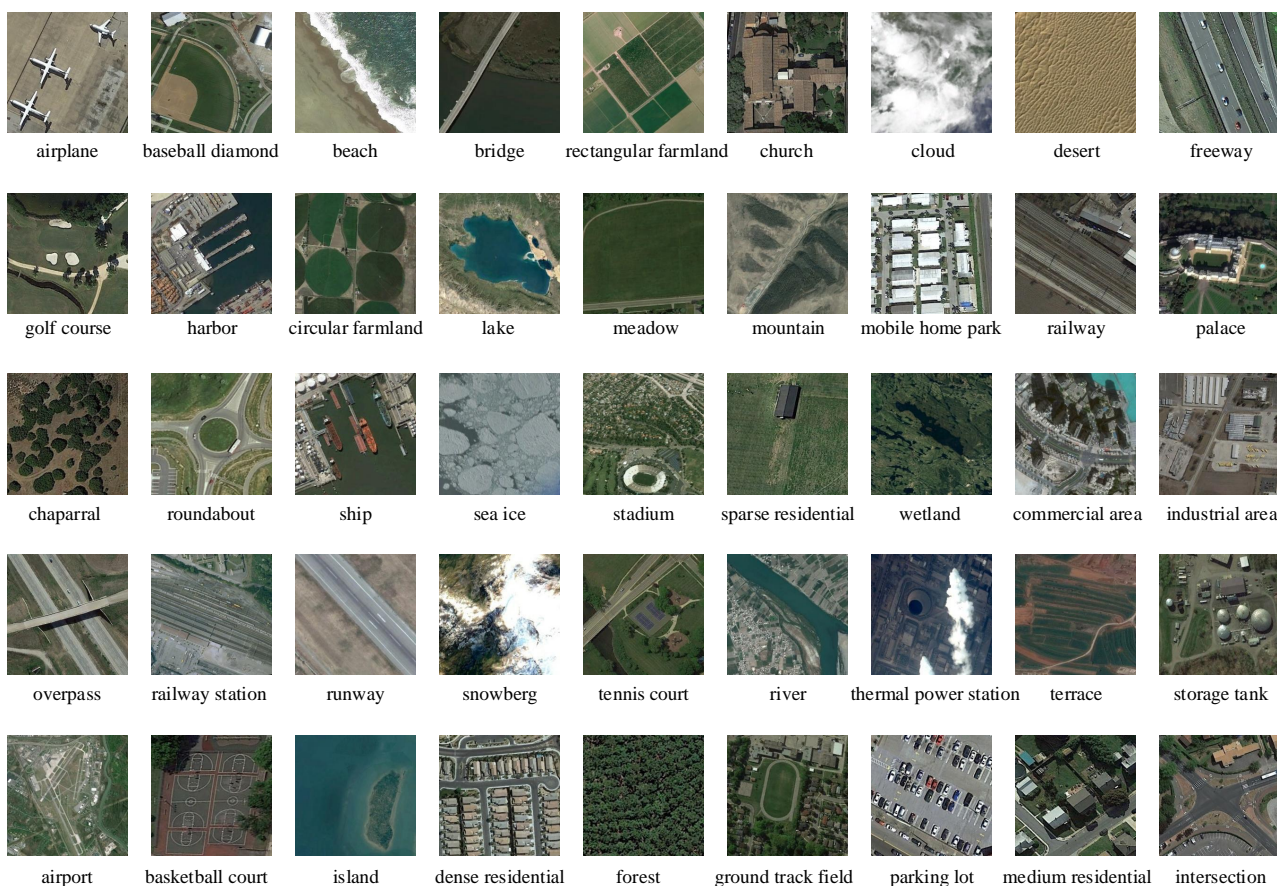 airplane baseball diamond beach bridge rectangular farmland church cloud desert freeway
golf course harbor circular farmland lake meadow mountain mobile home park railway palace
chaparral roundabout ship sea ice stadium sparse residential wetland commercial area industrial area
overpass railway station runway snowberg tennis court river thermal power station terrace storage tank
airport basketball court island dense residential forest ground track field parking lot medium residential intersection